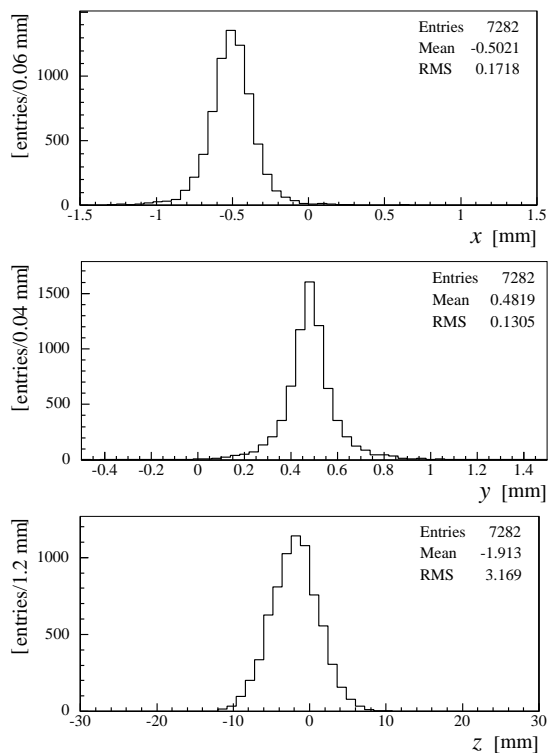 [entries/0.06 mm]
1000
500
0
Entries 7282
Mean -0.5021
RMS 0.1718
-1.5 -1 -0.5 0 0.5 1 1.5
x [mm]
[entries/0.04 mm]
1500
1000
500
0
Entries 7282
Mean 0.4819
RMS 0.1305
-0.4 -0.2 0 0.2 0.4 0.6 0.8 1 1.2 1.4
y [mm]
[entries/1.2 mm]
1000
500
0
Entries 7282
Mean -1.913
RMS 3.169
-30 -20 -10 0 10 20 30
z [mm]